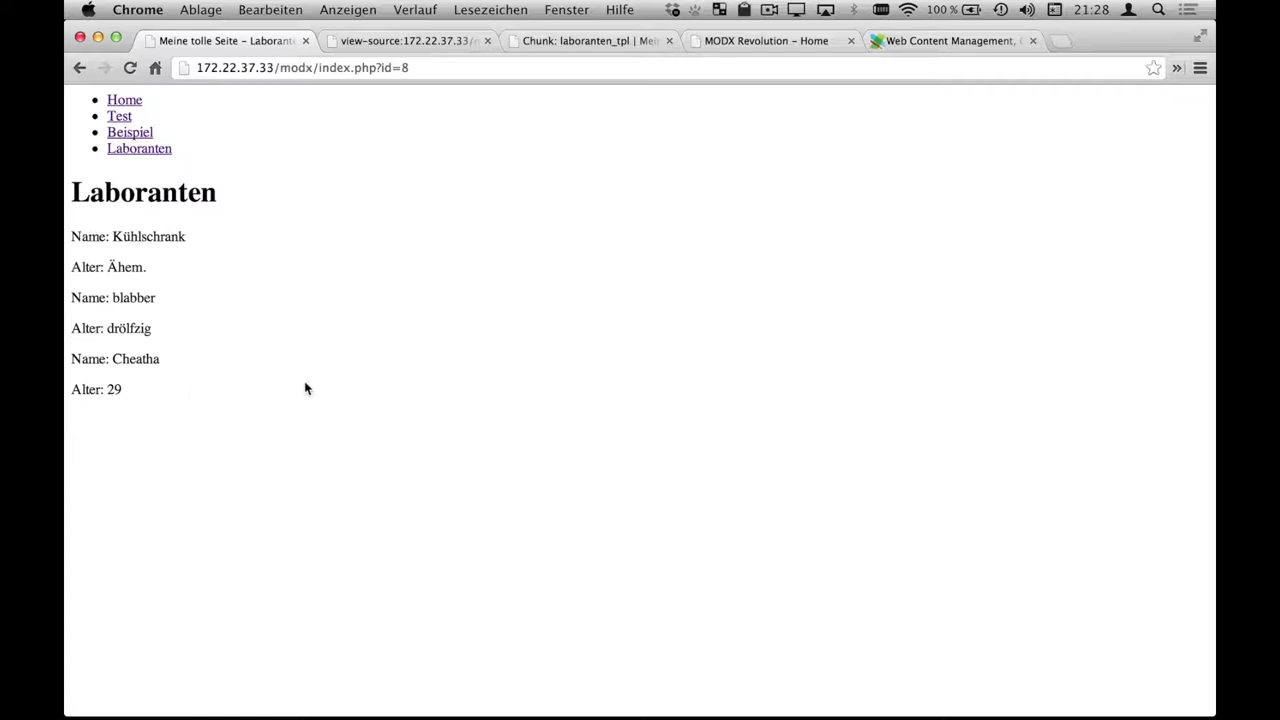 Chrome Ablage Bearbeiten Anzeigen Verlauf Lesezeichen Fenster Hilfe 100 % 21:28
Meine tolle Seite – Laborante view-source:172.22.37.33/ Chunk: laboranten_tpl | Mei MODX Revolution – Home Web Content Management,
172.22.37.33/modx/index.php?id=8
Home
Test
Beispiel
Laboranten
Laboranten
Name: Kühlschrank
Alter: Ähem.
Name: blabber
Alter: drölfzig
Name: Cheatha
Alter: 29